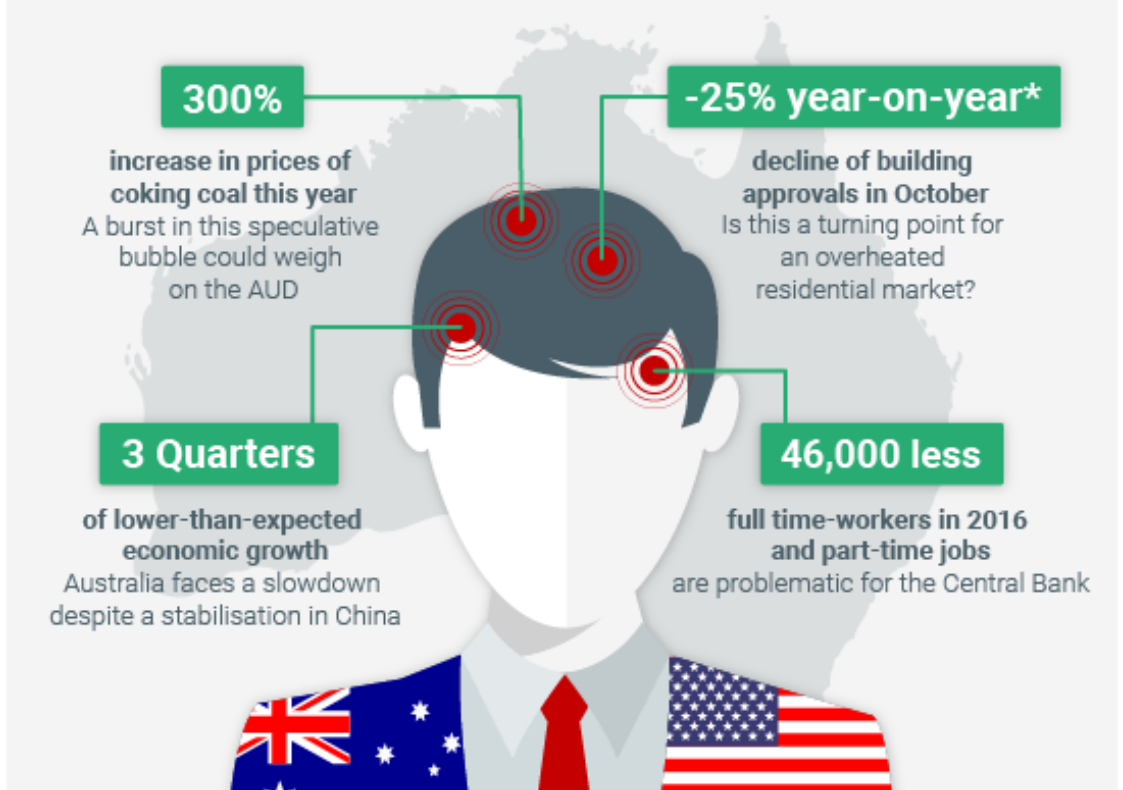 300%
increase in prices of
coking coal this year
A burst in this speculative
bubble could weigh
on the AUD
-25% year-on-year*
decline of building
approvals in October
Is this a turning point for
an overheated
residential market?
3 Quarters
of lower-than-expected
economic growth
Australia faces a slowdown
despite a stabilisation in China
46,000 less
full time-workers in 2016
and part-time jobs
are problematic for the Central Bank